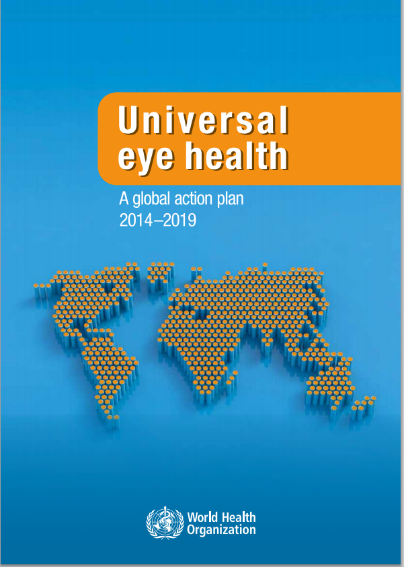 Universal
eye health
A global action plan
2014–2019
World Health
Organization